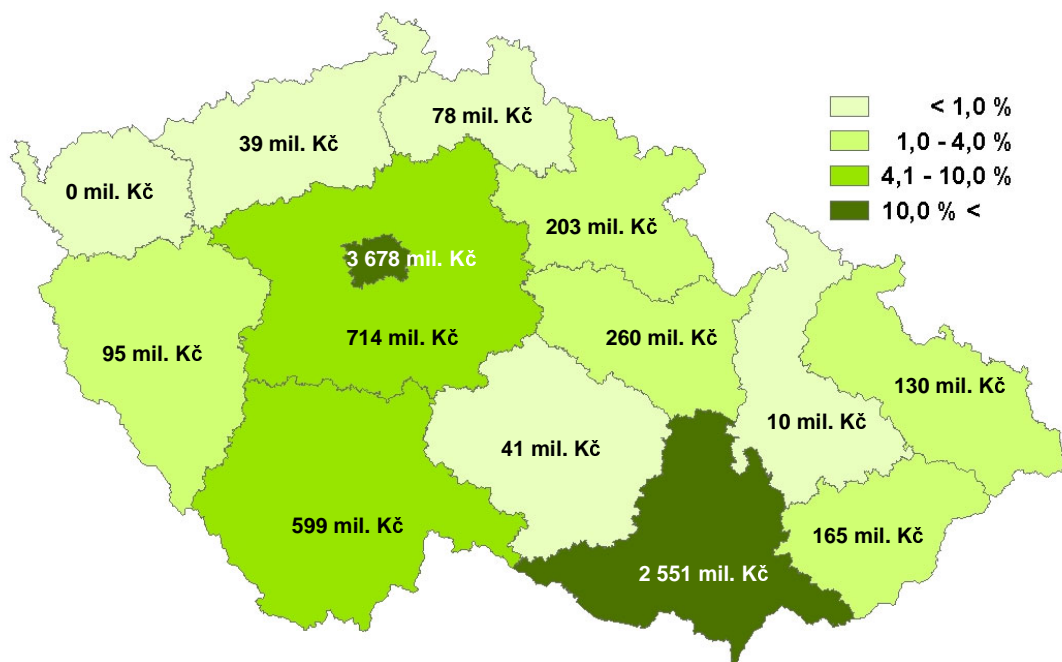 78 mil. Kč
39 mil. Kč
0 mil. Kč
203 mil. Kč
3 678 mil. Kč
714 mil. Kč
260 mil. Kč
95 mil. Kč
130 mil. Kč
10 mil. Kč
41 mil. Kč
599 mil. Kč
165 mil. Kč
2 551 mil. Kč
< 1,0 %
1,0 - 4,0 %
4,1 - 10,0 %
10,0 % <